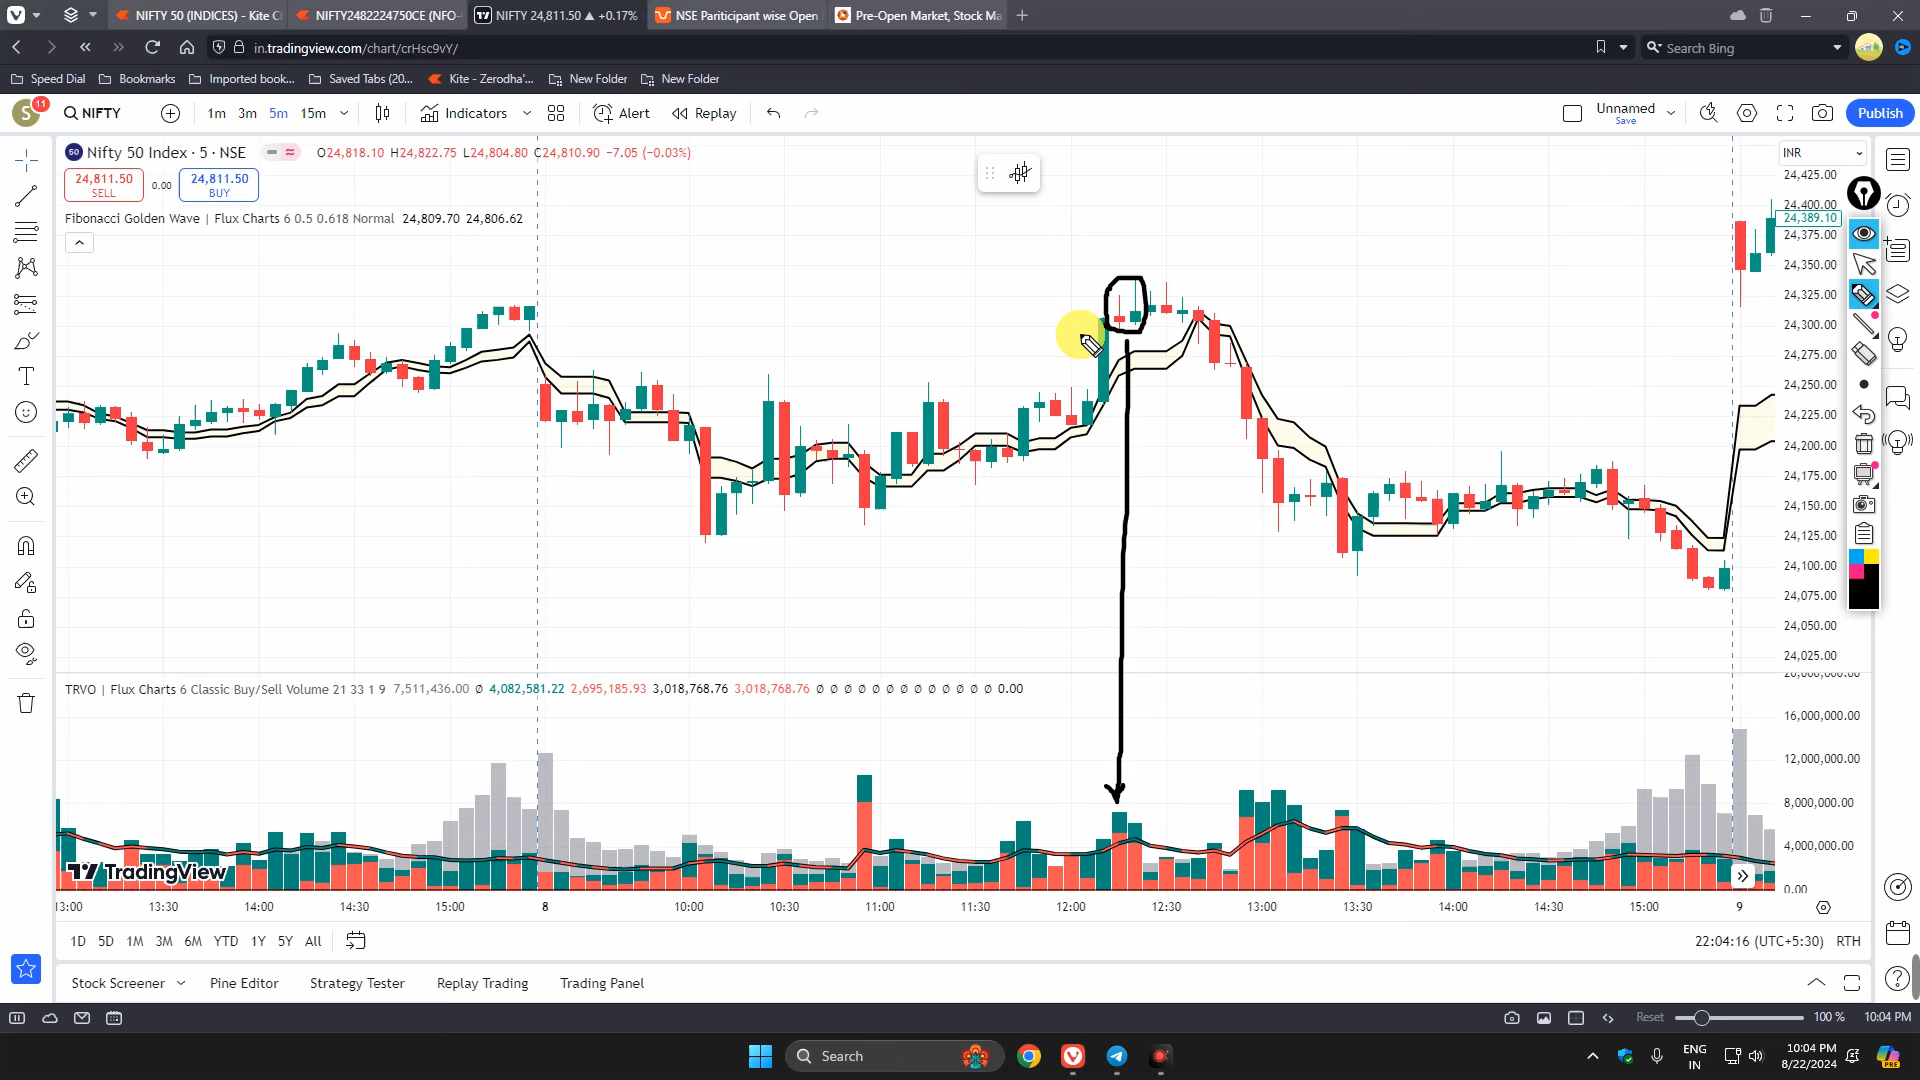 NIFTY 50 (INDICES) - Kite Ci
NIFTY2482224750CE (NFO-
NIFTY 24,811.50 ▲ +0.17%
NSE Pariticipant wise Open
Pre-Open Market, Stock Ma
in.tradingview.com/chart/crHsc9vY/
Search Bing
Speed Dial
Bookmarks
Imported book...
Saved Tabs (20...
Kite - Zerodha'...
New Folder
New Folder
S
11
NIFTY
1m
3m
5m
15m
Indicators
Alert
Replay
Unnamed
Save
Publish
50
Nifty 50 Index · 5 · NSE
O24,818.10 H24,822.75 L24,804.80 C24,810.90 −7.05 (−0.03%)
INR
24,811.50
SELL
0.00
24,811.50
BUY
Fibonacci Golden Wave | Flux Charts 6 0.5 0.618 Normal 24,809.70 24,806.62
24,425.00
24,400.00
24,389.10
24,375.00
24,350.00
24,325.00
24,300.00
24,275.00
24,250.00
24,225.00
24,200.00
24,175.00
24,150.00
24,125.00
24,100.00
24,075.00
24,050.00
24,025.00
TRVO | Flux Charts 6 Classic Buy/Sell Volume 21 33 1 9 7,511,436.00 Ø 4,082,581.22 2,695,185.93 3,018,768.76 3,018,768.76 Ø Ø Ø Ø Ø Ø Ø Ø Ø Ø Ø Ø Ø 0.00
20,000,000.00
16,000,000.00
12,000,000.00
8,000,000.00
4,000,000.00
0.00
TradingView
13:00 13:30 14:00 14:30 15:00 8 10:00 10:30 11:00 11:30 12:00 12:30 13:00 13:30 14:00 14:30 15:00 9
1D 5D 1M 3M 6M YTD 1Y 5Y All
22:04:16 (UTC+5:30) RTH
Stock Screener
Pine Editor
Strategy Tester
Replay Trading
Trading Panel
Reset
100 %
10:04 PM
Search
ENG
IN
10:04 PM
8/22/2024
PRE